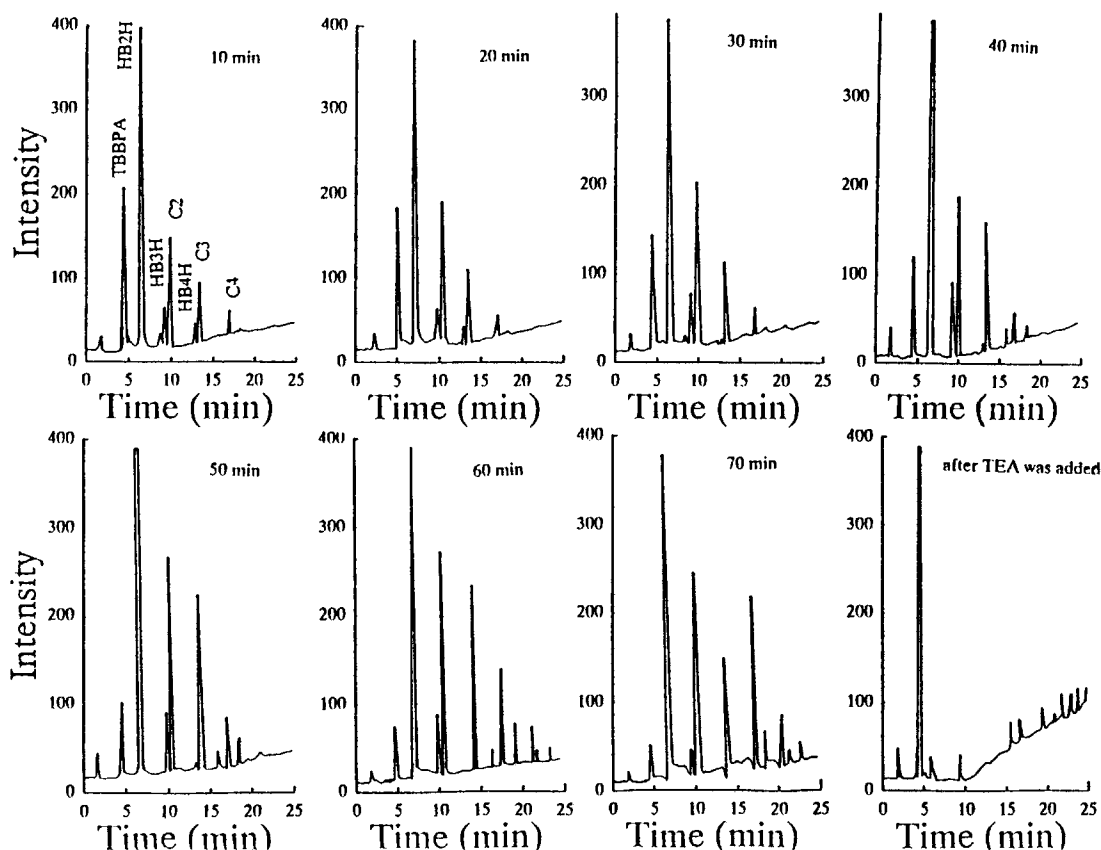 Intensity
400
300
200
100
0
TBBPA
HB2H
HB3H
C2
HB4H
C3
C4
10 min
0 5 10 15 20 25
Time (min)
400
300
200
100
0
20 min
0 5 10 15 20 25
Time (min)
300
200
100
0
30 min
0 5 10 15 20 25
Time (min)
300
200
100
0
40 min
0 5 10 15 20 25
Time (min)
Intensity
400
300
200
100
0
50 min
0 5 10 15 20 25
Time (min)
400
300
200
100
0
60 min
0 5 10 15 20 25
Time (min)
400
300
200
100
0
70 min
0 5 10 15 20 25
Time (min)
400
300
200
100
0
after TEA was added
0 5 10 15 20 25
Time (min)